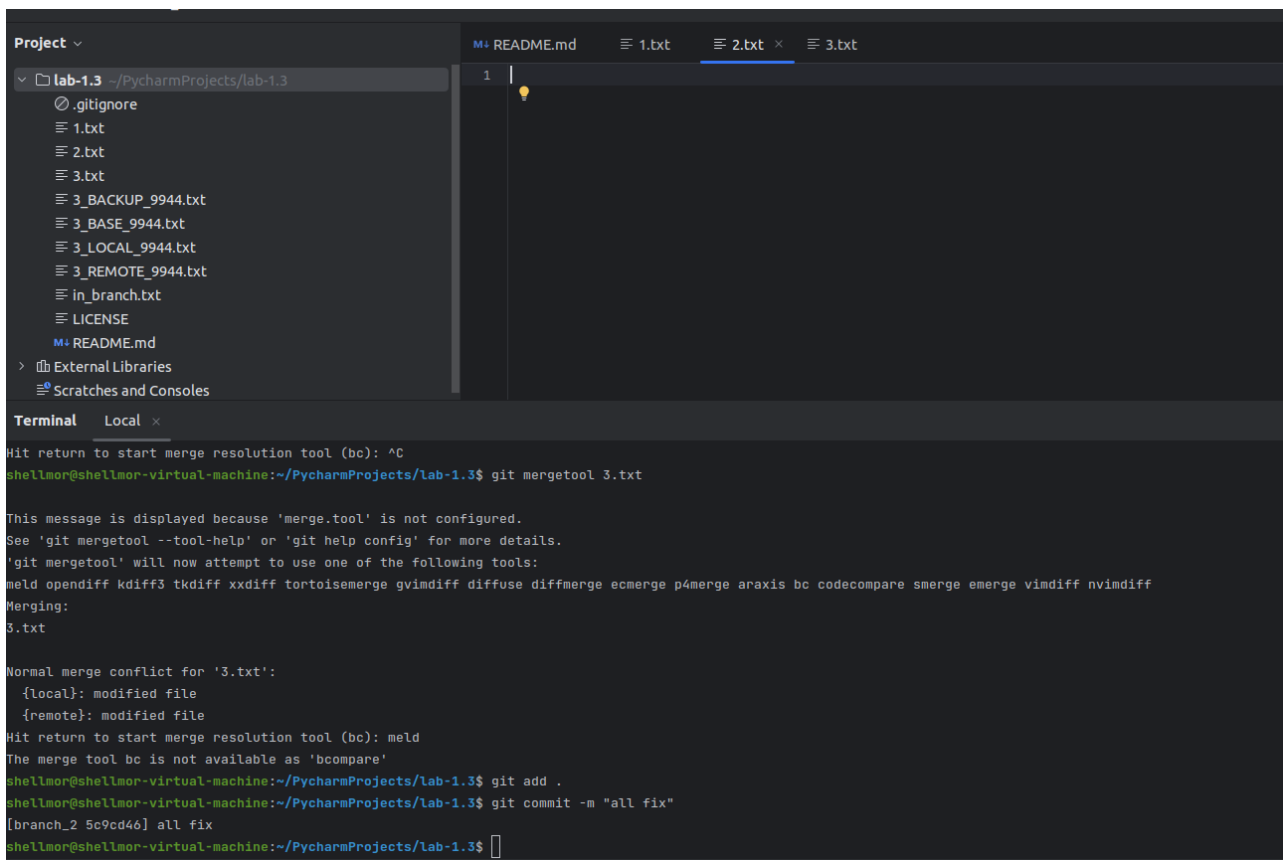 Project
M↓ README.md 1.txt 2.txt × 3.txt
lab-1.3 ~/PycharmProjects/lab-1.3
1
.gitignore
1.txt
2.txt
3.txt
3_BACKUP_9944.txt
3_BASE_9944.txt
3_LOCAL_9944.txt
3_REMOTE_9944.txt
in_branch.txt
LICENSE
M↓ README.md
External Libraries
Scratches and Consoles
Terminal Local ×
Hit return to start merge resolution tool (bc): ^C
shellmor@shellmor-virtual-machine:~/PycharmProjects/lab-1.3$ git mergetool 3.txt
This message is displayed because 'merge.tool' is not configured.
See 'git mergetool --tool-help' or 'git help config' for more details.
'git mergetool' will now attempt to use one of the following tools:
meld opendiff kdiff3 tkdiff xxdiff tortoisemerge gvimdiff diffuse diffmerge ecmerge p4merge araxis bc codecompare smerge emerge vimdiff nvimdiff
Merging:
3.txt
Normal merge conflict for '3.txt':
{local}: modified file
{remote}: modified file
Hit return to start merge resolution tool (bc): meld
The merge tool bc is not available as 'bcompare'
shellmor@shellmor-virtual-machine:~/PycharmProjects/lab-1.3$ git add .
shellmor@shellmor-virtual-machine:~/PycharmProjects/lab-1.3$ git commit -m "all fix"
[branch_2 5c9cd46] all fix
shellmor@shellmor-virtual-machine:~/PycharmProjects/lab-1.3$